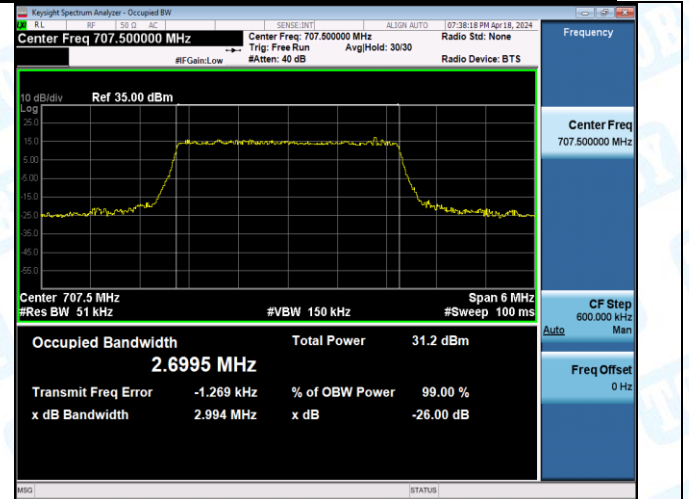 Keysight Spectrum Analyzer - Occupied BW
RL RF 50 Ω AC SENSE:INT ALIGN AUTO 07:38:18 PM Apr 18, 2024
Center Freq 707.500000 MHz
Center Freq: 707.500000 MHz
Radio Std: None
Trig: Free Run Avg|Hold: 30/30
#IFGain:Low #Atten: 40 dB Radio Device: BTS
Frequency
10 dB/div Ref 35.00 dBm
Log
25.0
15.0
5.00
-5.00
-15.0
-25.0
-35.0
-45.0
-55.0
Center 707.5 MHz Span 6 MHz
#Res BW 51 kHz #VBW 150 kHz #Sweep 100 ms
Occupied Bandwidth Total Power 31.2 dBm
2.6995 MHz
Transmit Freq Error -1.269 kHz % of OBW Power 99.00 %
x dB Bandwidth 2.994 MHz x dB -26.00 dB
Center Freq
707.500000 MHz
CF Step
600.000 kHz
Auto Man
Freq Offset
0 Hz
MSG STATUS